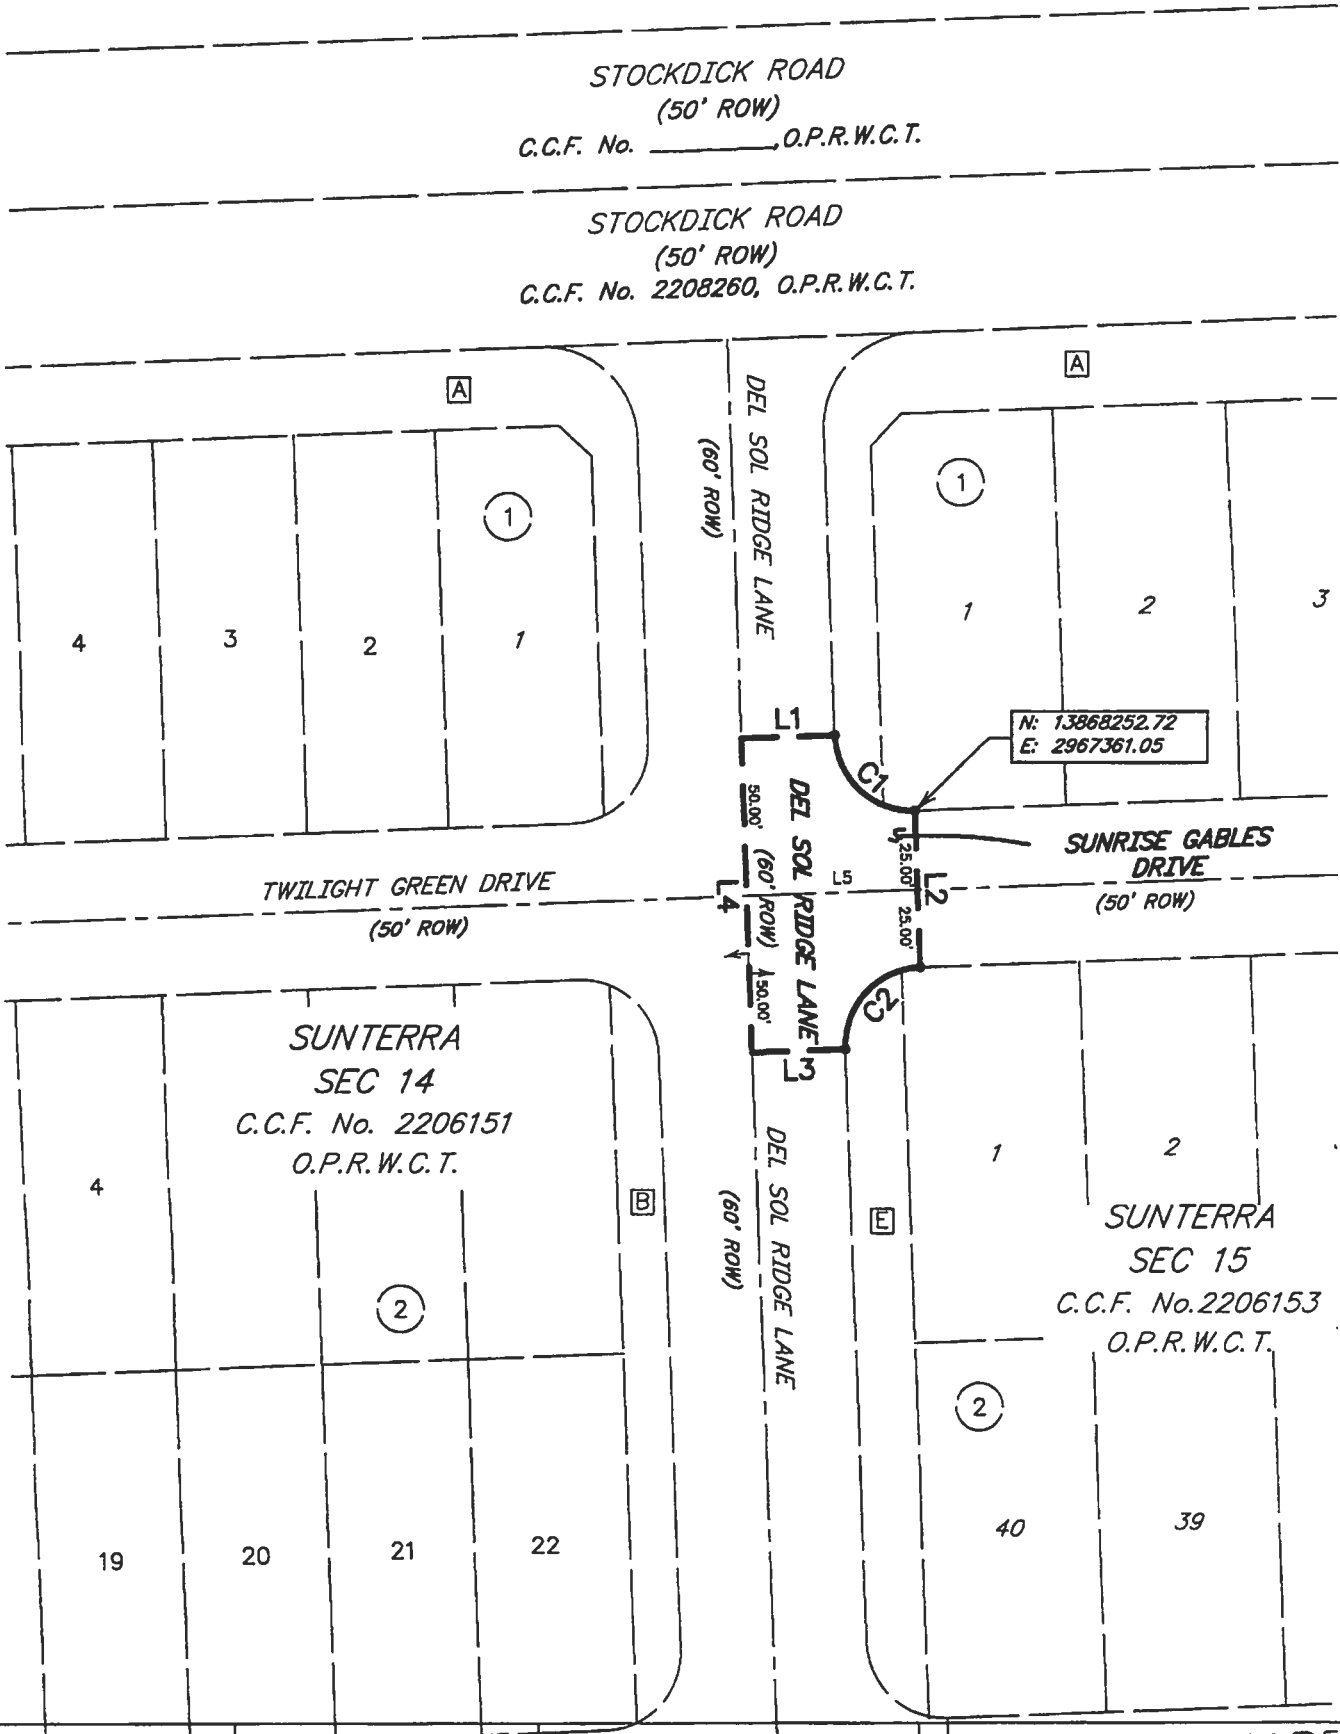 STOCKDICK ROAD
(50' ROW)
C.C.F. No. ________, O.P.R.W.C.T.
STOCKDICK ROAD
(50' ROW)
C.C.F. No. 2208260, O.P.R.W.C.T.
A
A
DEL SOL RIDGE LANE
(60' ROW)
1
1
4
3
2
1
1
2
3
L1
N: 13868252.72
E: 2967361.05
C1
50.00'
DEL SOL RIDGE LANE
(60' ROW)
25.00'
SUNRISE GABLES
DRIVE
(50' ROW)
TWILIGHT GREEN DRIVE
(50' ROW)
L4
L5
L2
25.00'
50.00'
C2
L3
SUNTERRA
SEC 14
C.C.F. No. 2206151
O.P.R.W.C.T.
4
B
2
DEL SOL RIDGE LANE
(60' ROW)
E
1
2
SUNTERRA
SEC 15
C.C.F. No.2206153
O.P.R.W.C.T.
2
19
20
21
22
40
39